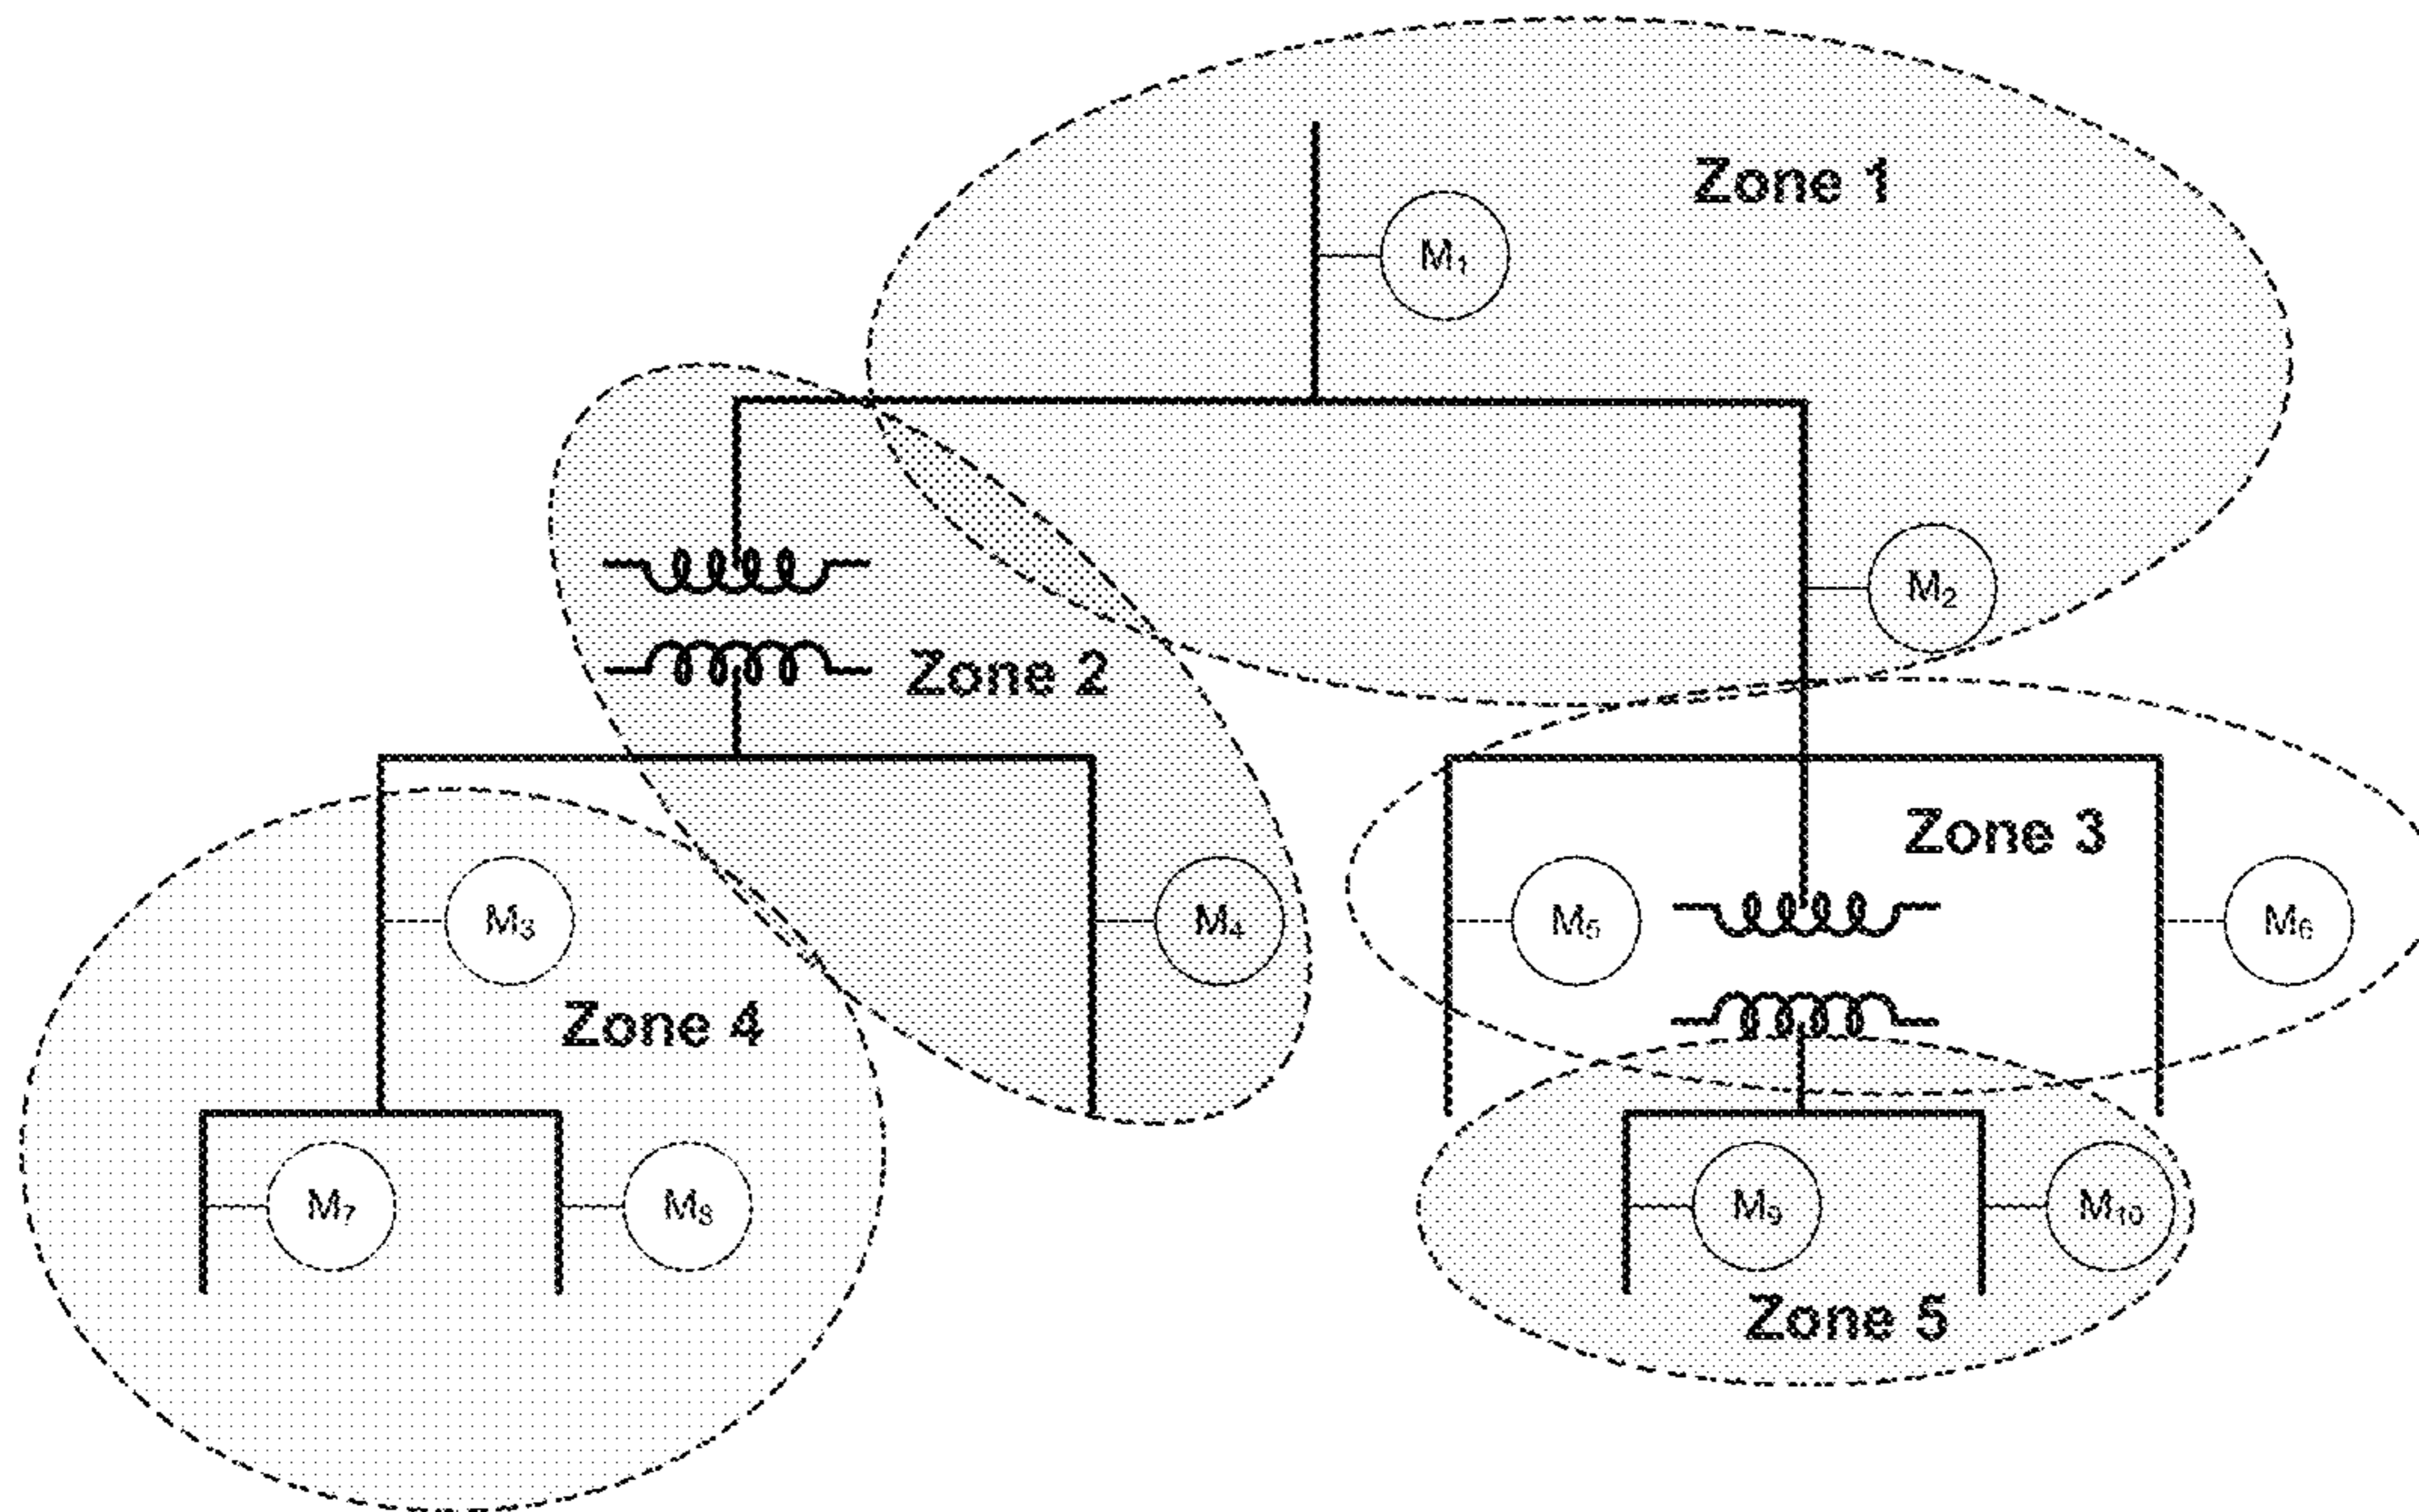 Zone 1
M₁
M₂
Zone 2
Zone 3
M₃
M₄
M₅
M₆
Zone 4
M₇
M₈
M₉
M₁₀
Zone 5